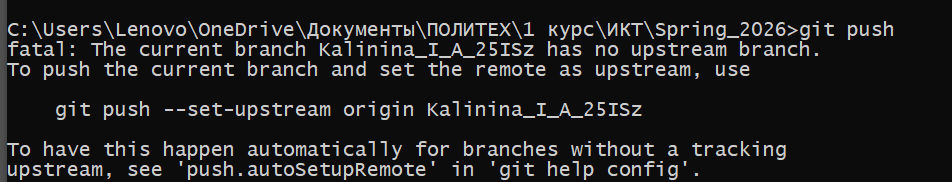 C:\Users\Lenovo\OneDrive\Документы\ПОЛИТЕХ\1 курс\ИКТ\Spring_2026>git push
fatal: The current branch Kalinina_I_A_25ISz has no upstream branch.
To push the current branch and set the remote as upstream, use
    git push --set-upstream origin Kalinina_I_A_25ISz
To have this happen automatically for branches without a tracking
upstream, see 'push.autoSetupRemote' in 'git help config'.